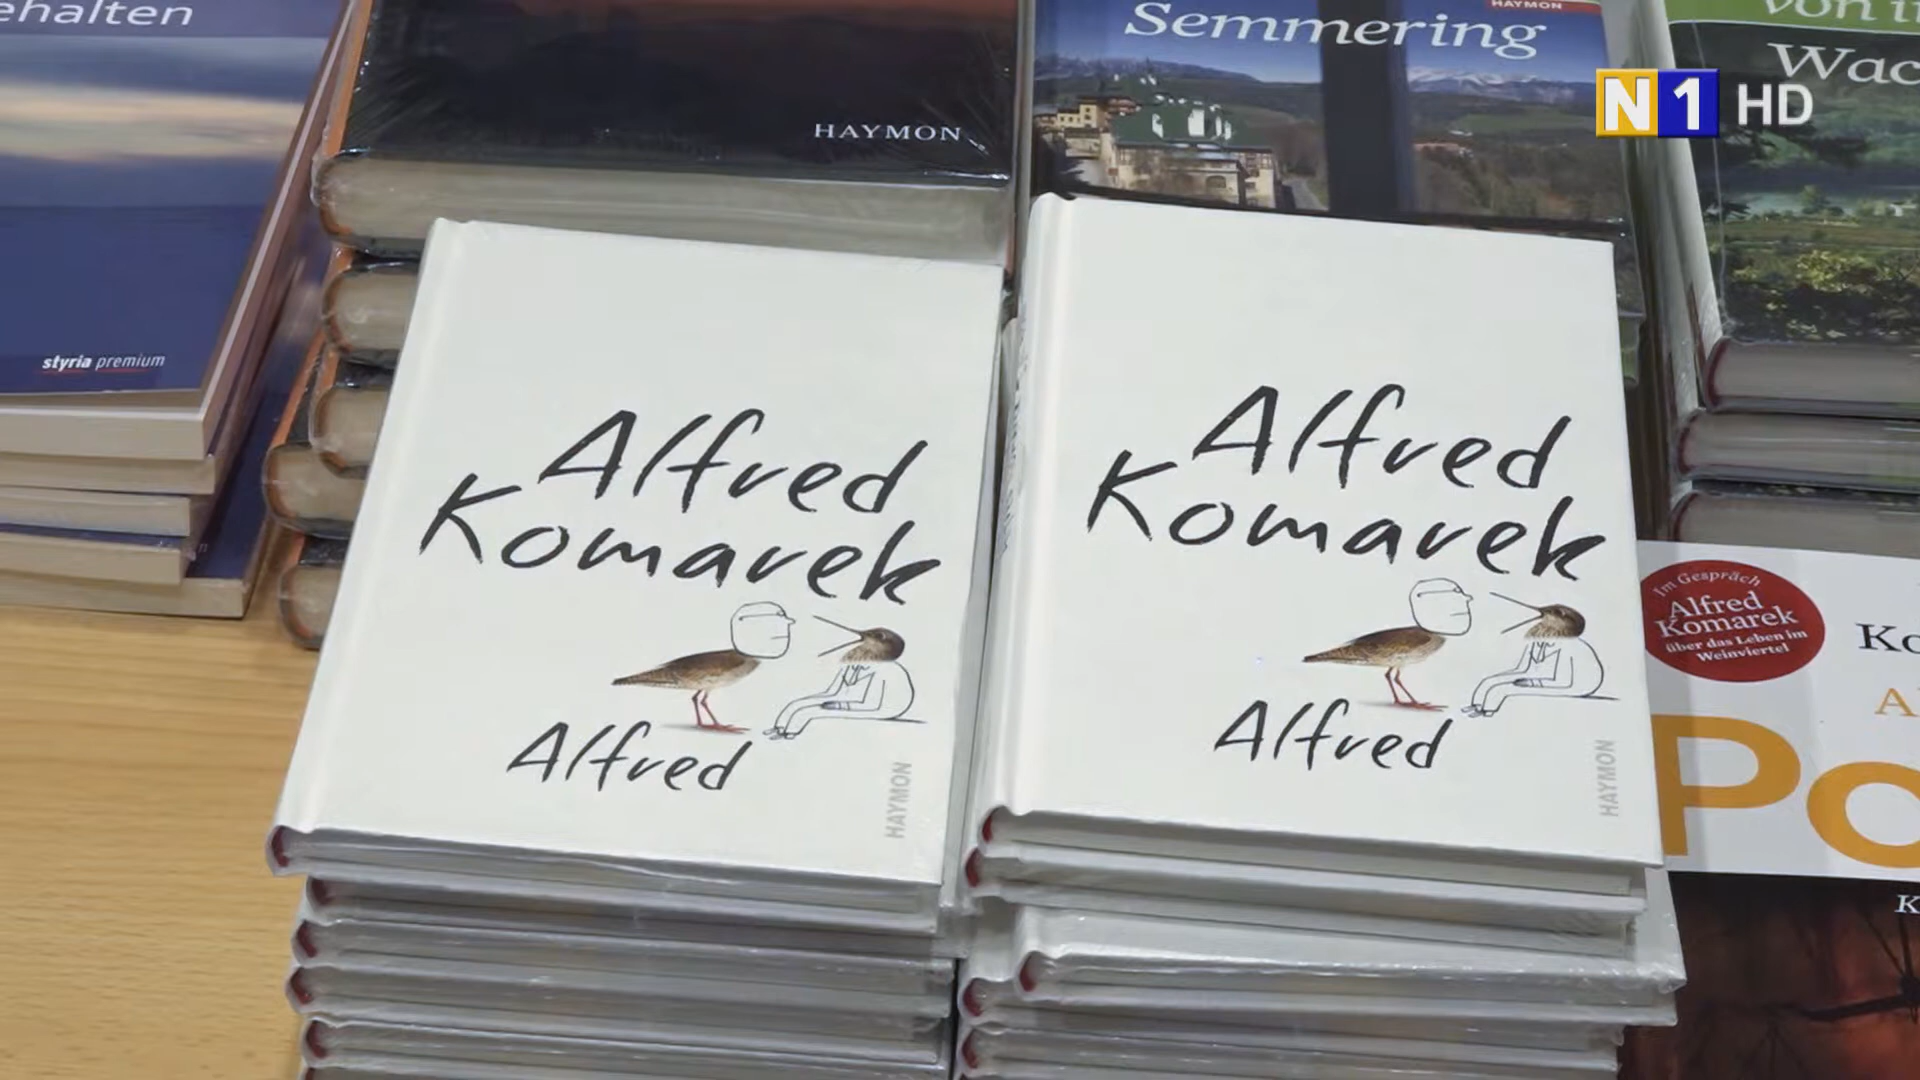 ehalten
styria premium
HAYMON
HAYMON
Semmering
N1 HD
Alfred
Komarek
Alfred
HAYMON
Alfred
Komarek
Alfred
HAYMON
Im Gespräch
Alfred
Komarek
über das Leben im
Weinviertel
Ko
A
Po
K